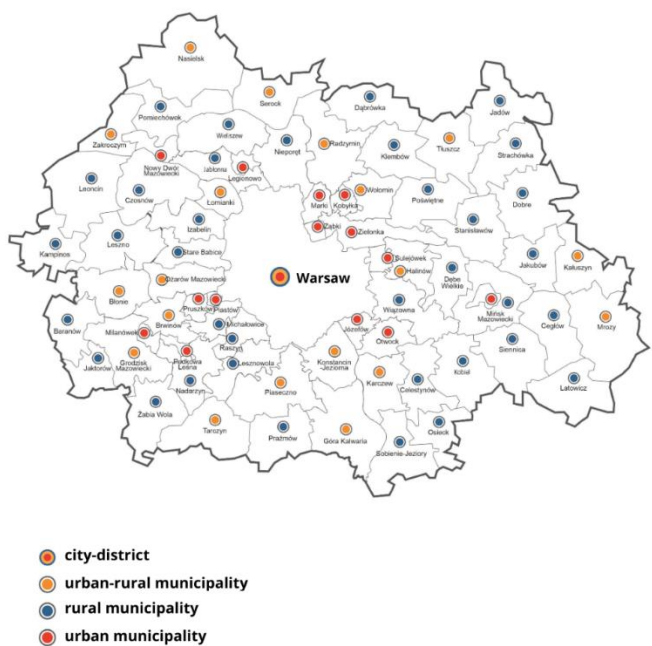 Nasielsk
Serock
Dąbrówka
Jadów
Pomiechówek
Wieliszew
Zakroczym
Nieporęt
Radzymin
Klembów
Tłuszcz
Strachówka
Nowy Dwór
Mazowiecki
Jabłonna
Legionowo
Leoncin
Czosnów
Łomianki
Marki
Kobyłka
Wołomin
Poświętne
Dobre
Izabelin
Ząbki
Zielonka
Stanisławów
Kampinos
Leszno
Stare Babice
Sulejówek
Halinów
Dębe
Wielkie
Jakubów
Kałuszyn
Warsaw
Ożarów Mazowiecki
Błonie
Pruszków
Piastów
Wiązowna
Mińsk
Mazowiecki
Baranów
Milanówek
Brwinów
Michałowice
Józefów
Otwock
Cegłów
Mrozy
Raszyn
Siennica
Jaktorów
Grodzisk
Mazowiecki
Podkowa
Leśna
Lesznowola
Konstancin
Jeziorna
Kołbiel
Nadarzyn
Piaseczno
Karczew
Celestynów
Latowicz
Żabia Wola
Tarczyn
Prażmów
Góra Kalwaria
Osieck
Sobienie-Jeziory
city-district
urban-rural municipality
rural municipality
urban municipality